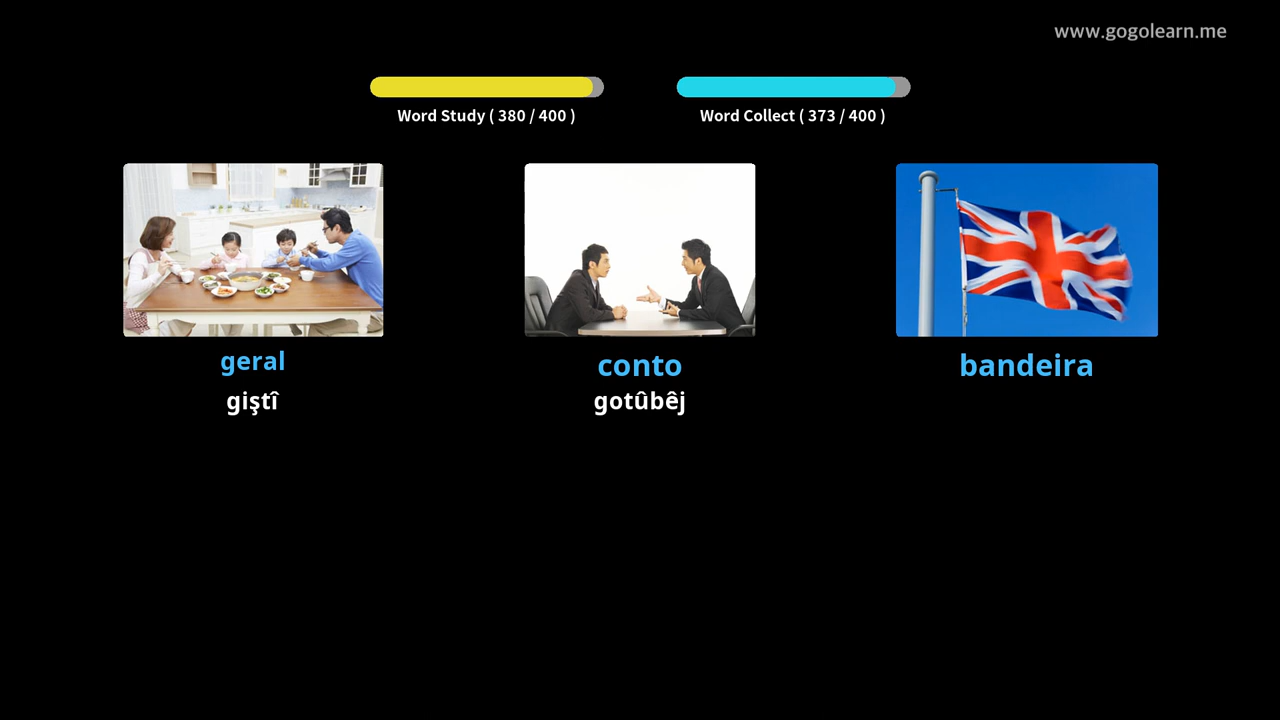 www.gogolearn.me
Word Study ( 380 / 400 )
Word Collect ( 373 / 400 )
geral
giştî
conto
gotûbêj
bandeira